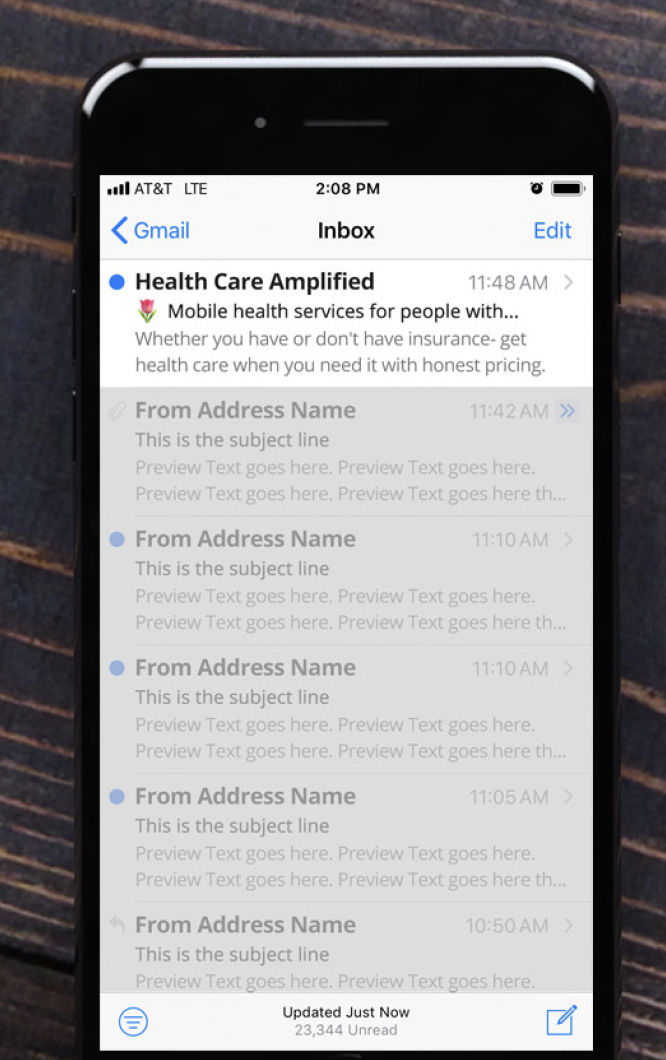 AT&T LTE 2:08 PM
Gmail Inbox Edit
Health Care Amplified 11:48 AM
🌷 Mobile health services for people with...
Whether you have or don't have insurance- get
health care when you need it with honest pricing.
From Address Name 11:42 AM
This is the subject line
Preview Text goes here. Preview Text goes here.
Preview Text goes here. Preview Text goes here th...
From Address Name 11:10 AM
This is the subject line
Preview Text goes here. Preview Text goes here.
Preview Text goes here. Preview Text goes here th...
From Address Name 11:10 AM
This is the subject line
Preview Text goes here. Preview Text goes here.
Preview Text goes here. Preview Text goes here th...
From Address Name 11:05 AM
This is the subject line
Preview Text goes here. Preview Text goes here.
Preview Text goes here. Preview Text goes here th...
From Address Name 10:50 AM
This is the subject line
Preview Text goes here. Preview Text goes here.
Updated Just Now
23,344 Unread